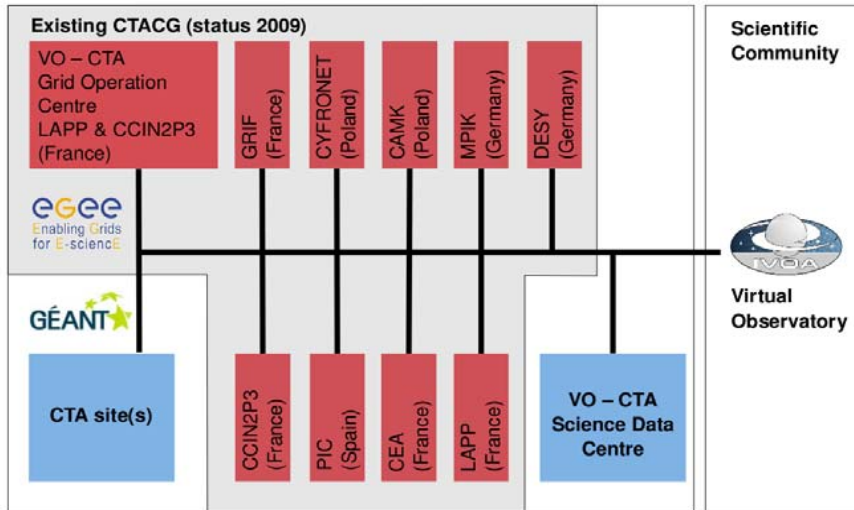 Existing CTACG (status 2009)
VO – CTA
Grid Operation
Centre
LAPP & CCIN2P3
(France)
GRIF
(France)
CYFRONET
(Poland)
CAMK
(Poland)
MPIK
(Germany)
DESY
(Germany)
Scientific
Community
eGee
Enabling Grids
for E-sciencE
IVOA
Virtual
Observatory
GÉANT
CTA site(s)
CCIN2P3
(France)
PIC
(Spain)
CEA
(France)
LAPP
(France)
VO – CTA
Science Data
Centre